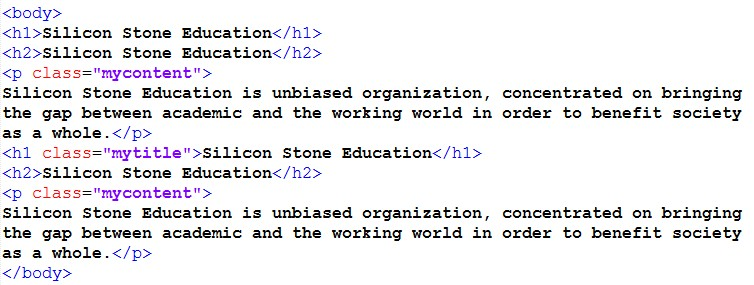 <body>
<h1>Silicon Stone Education</h1>
<h2>Silicon Stone Education</h2>
<p class="mycontent">
Silicon Stone Education is unbiased organization, concentrated on bringing
the gap between academic and the working world in order to benefit society
as a whole.</p>
<h1 class="mytitle">Silicon Stone Education</h1>
<h2>Silicon Stone Education</h2>
<p class="mycontent">
Silicon Stone Education is unbiased organization, concentrated on bringing
the gap between academic and the working world in order to benefit society
as a whole.</p>
</body>